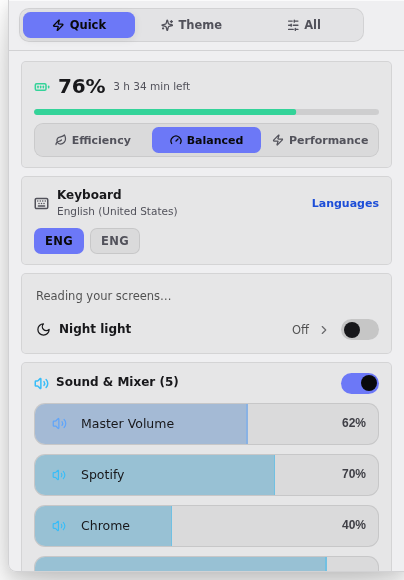 Quick Theme All
76% 3 h 34 min left
Efficiency Balanced Performance
Keyboard
English (United States)
Languages
ENG ENG
Reading your screens...
Night light Off
Sound & Mixer (5)
Master Volume 62%
Spotify 70%
Chrome 40%